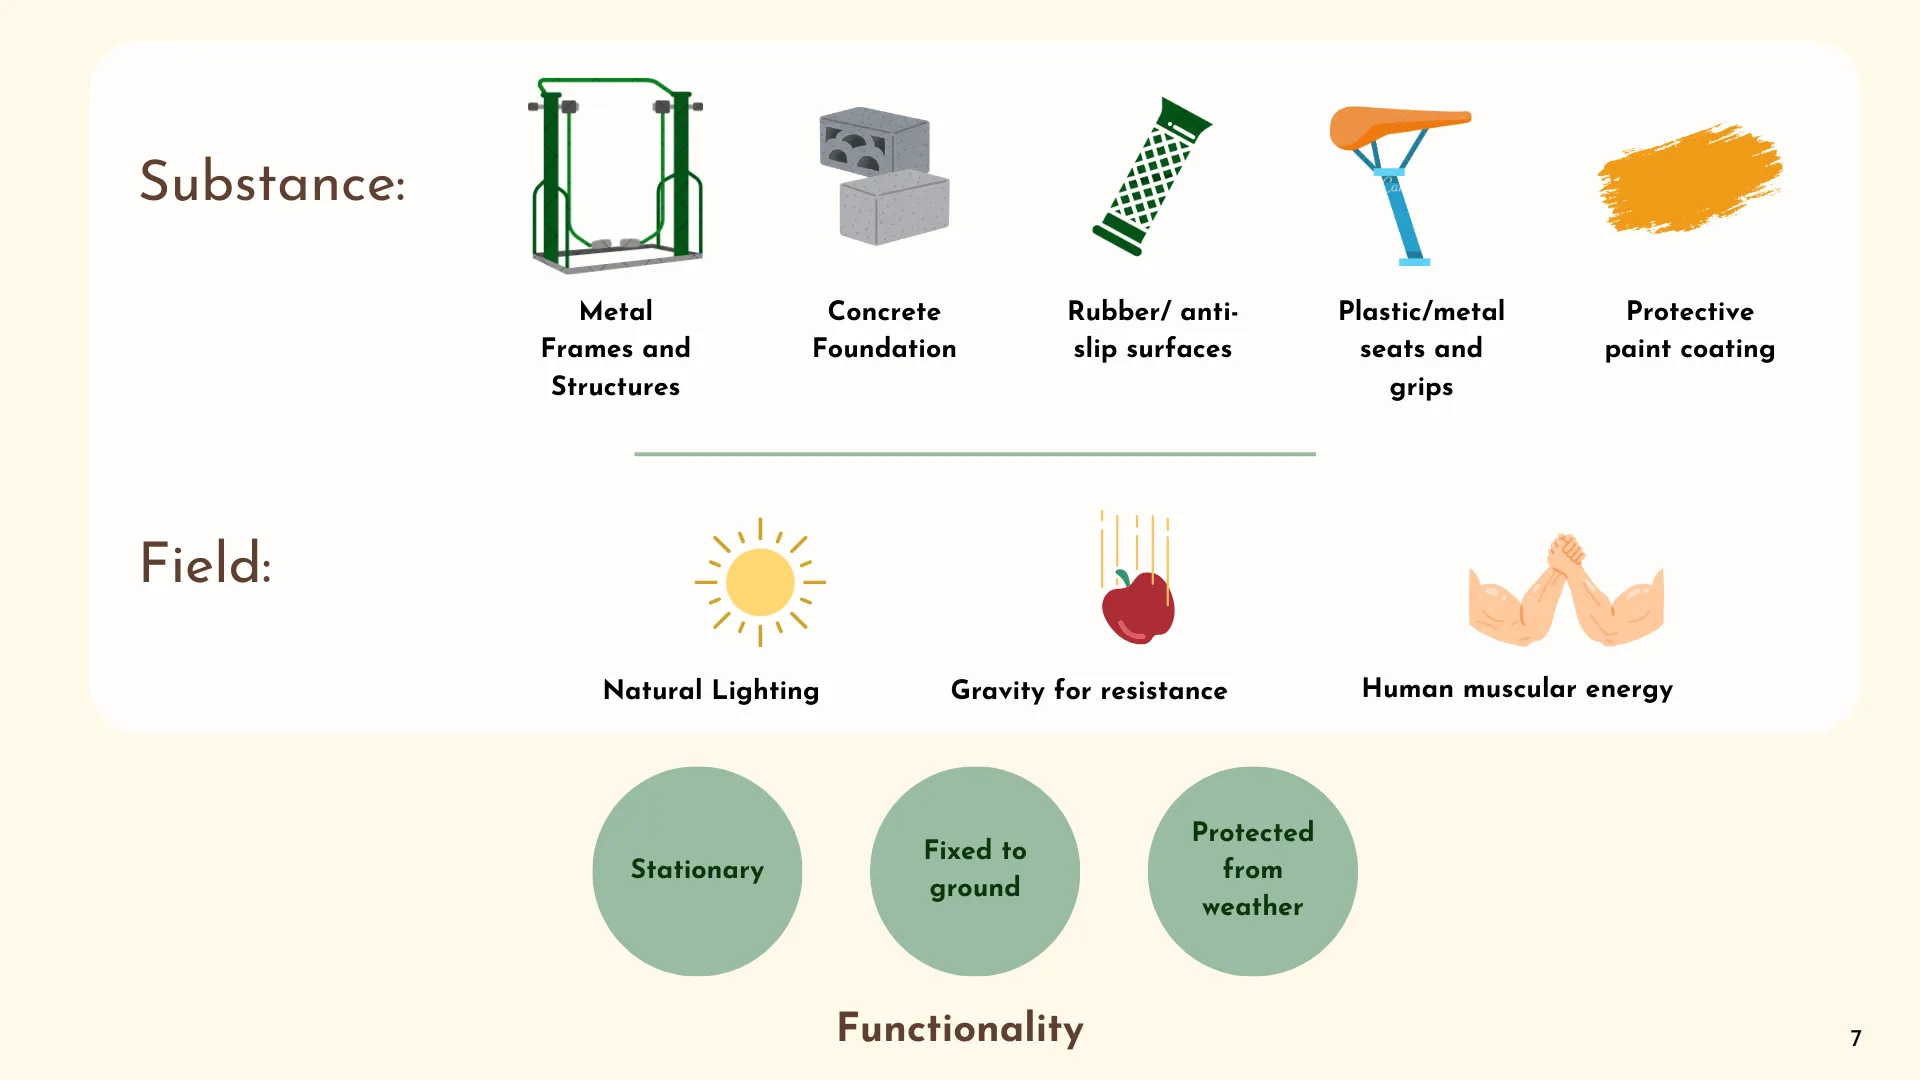 Substance:
Metal
Frames and
Structures
Concrete
Foundation
Rubber/ anti-
slip surfaces
Plastic/metal
seats and
grips
Protective
paint coating
Field:
Natural Lighting
Gravity for resistance
Human muscular energy
Stationary
Fixed to
ground
Protected
from
weather
Functionality
7